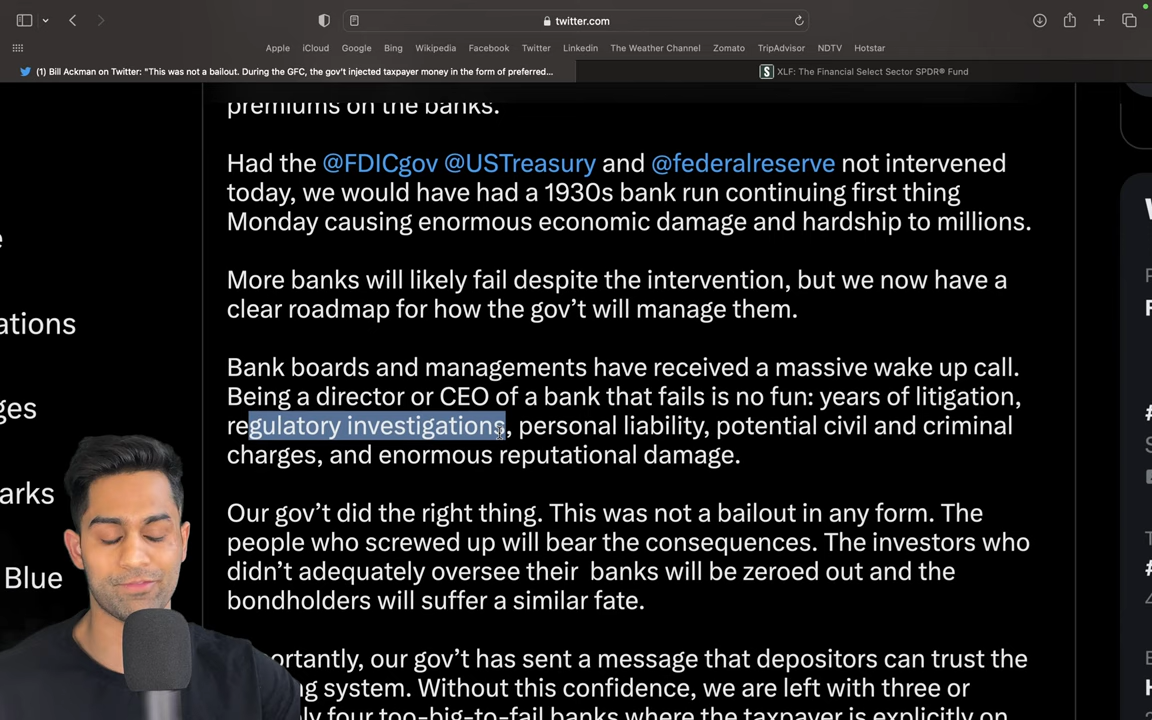 twitter.com
Apple iCloud Google Bing Wikipedia Facebook Twitter Linkedin The Weather Channel Zomato TripAdvisor NDTV Hotstar
(1) Bill Ackman on Twitter: "This was not a bailout. During the GFC, the gov't injected taxpayer money in the form of preferred...
S XLF: The Financial Select Sector SPDR® Fund
premiums on the banks.
Had the @FDICgov @USTreasury and @federalreserve not intervened
today, we would have had a 1930s bank run continuing first thing
Monday causing enormous economic damage and hardship to millions.
More banks will likely fail despite the intervention, but we now have a
clear roadmap for how the gov’t will manage them.
Bank boards and managements have received a massive wake up call.
Being a director or CEO of a bank that fails is no fun: years of litigation,
regulatory investigations, personal liability, potential civil and criminal
charges, and enormous reputational damage.
Our gov’t did the right thing. This was not a bailout in any form. The
people who screwed up will bear the consequences. The investors who
didn’t adequately oversee their banks will be zeroed out and the
bondholders will suffer a similar fate.
our gov’t has sent a message that depositors can trust the
system. Without this confidence, we are left with three or
four too-big-to-fail banks where the taxpayer is explicitly on
Blue